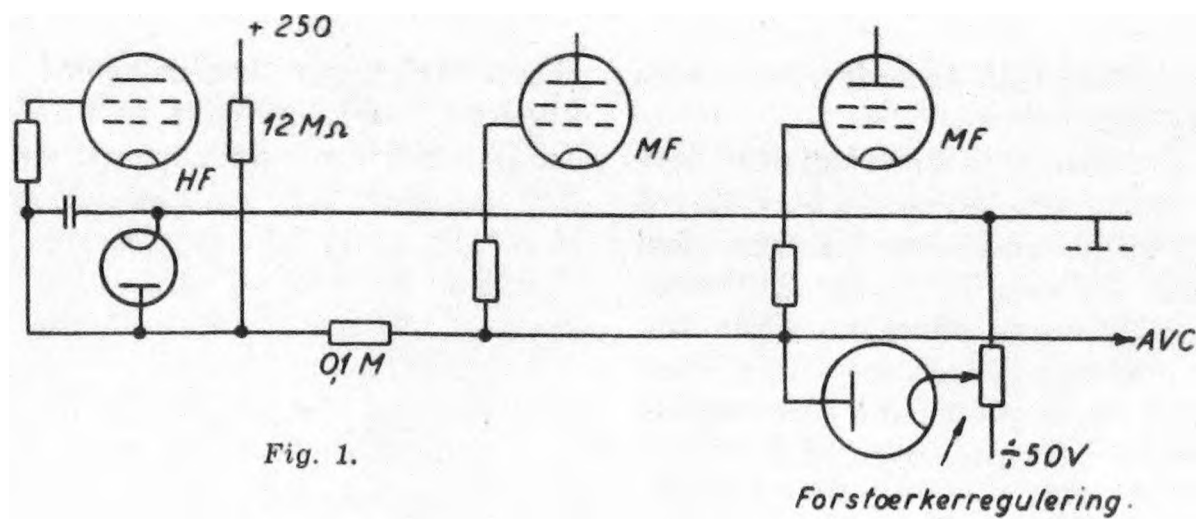 + 250
12 MΩ
HF
MF
MF
0,1 M
AVC
÷50V
Fig. 1.
Forstoerkerregulering.